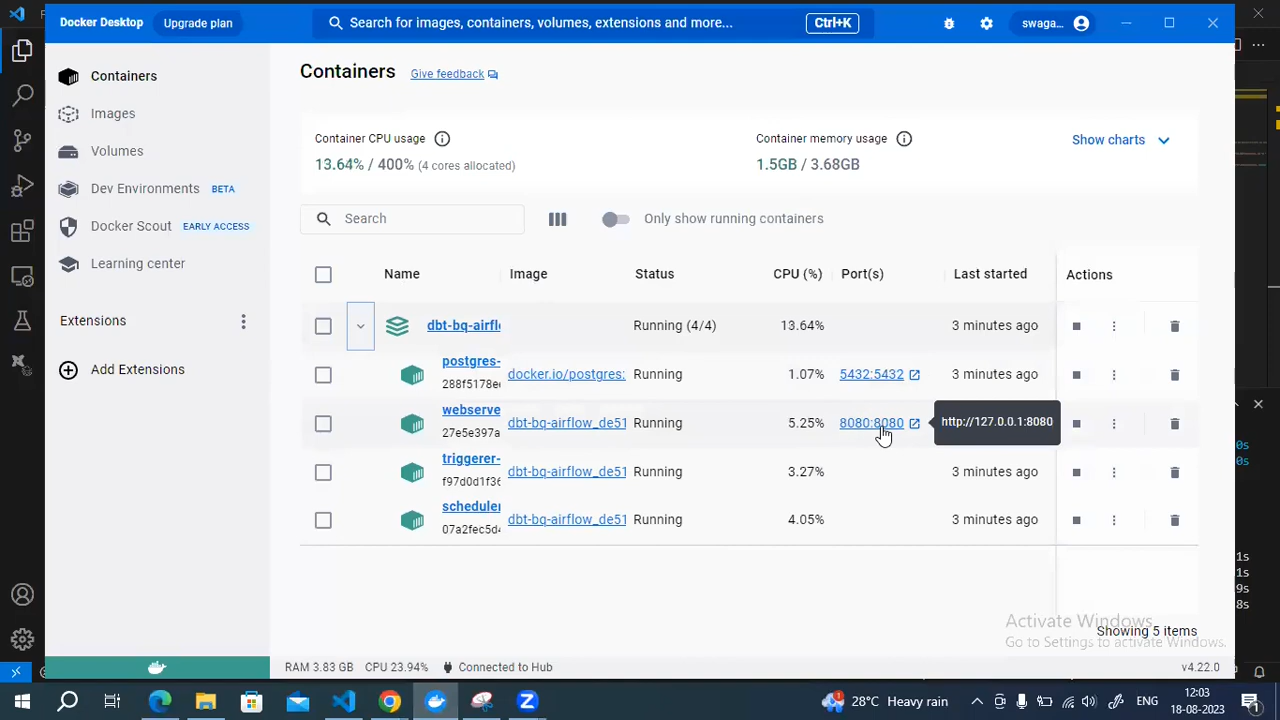 Docker Desktop Upgrade plan Search for images, containers, volumes, extensions and more... Ctrl+K swaga...
Containers
Images
Volumes
Dev Environments BETA
Docker Scout EARLY ACCESS
Learning center
Extensions
Add Extensions
Containers Give feedback
Container CPU usage
13.64% / 400% (4 cores allocated)
Container memory usage
1.5GB / 3.68GB
Show charts
Search
Only show running containers
Name Image Status CPU (%) Port(s) Last started Actions
dbt-bq-airfl Running (4/4) 13.64% 3 minutes ago
postgres-
288f5178e docker.io/postgres: Running 1.07% 5432:5432 3 minutes ago
webserve
27e5e397a dbt-bq-airflow_de51 Running 5.25% 8080:8080 3 minutes ago
http://127.0.0.1:8080
triggerer-
f97d0d1f36 dbt-bq-airflow_de51 Running 3.27% 3 minutes ago
scheduler
07a2fec5d4 dbt-bq-airflow_de51 Running 4.05% 3 minutes ago
Activate Windows
Go to Settings to activate Windows.
Showing 5 items
RAM 3.83 GB CPU 23.94% Connected to Hub v4.22.0
28°C Heavy rain ENG 12:03
18-08-2023